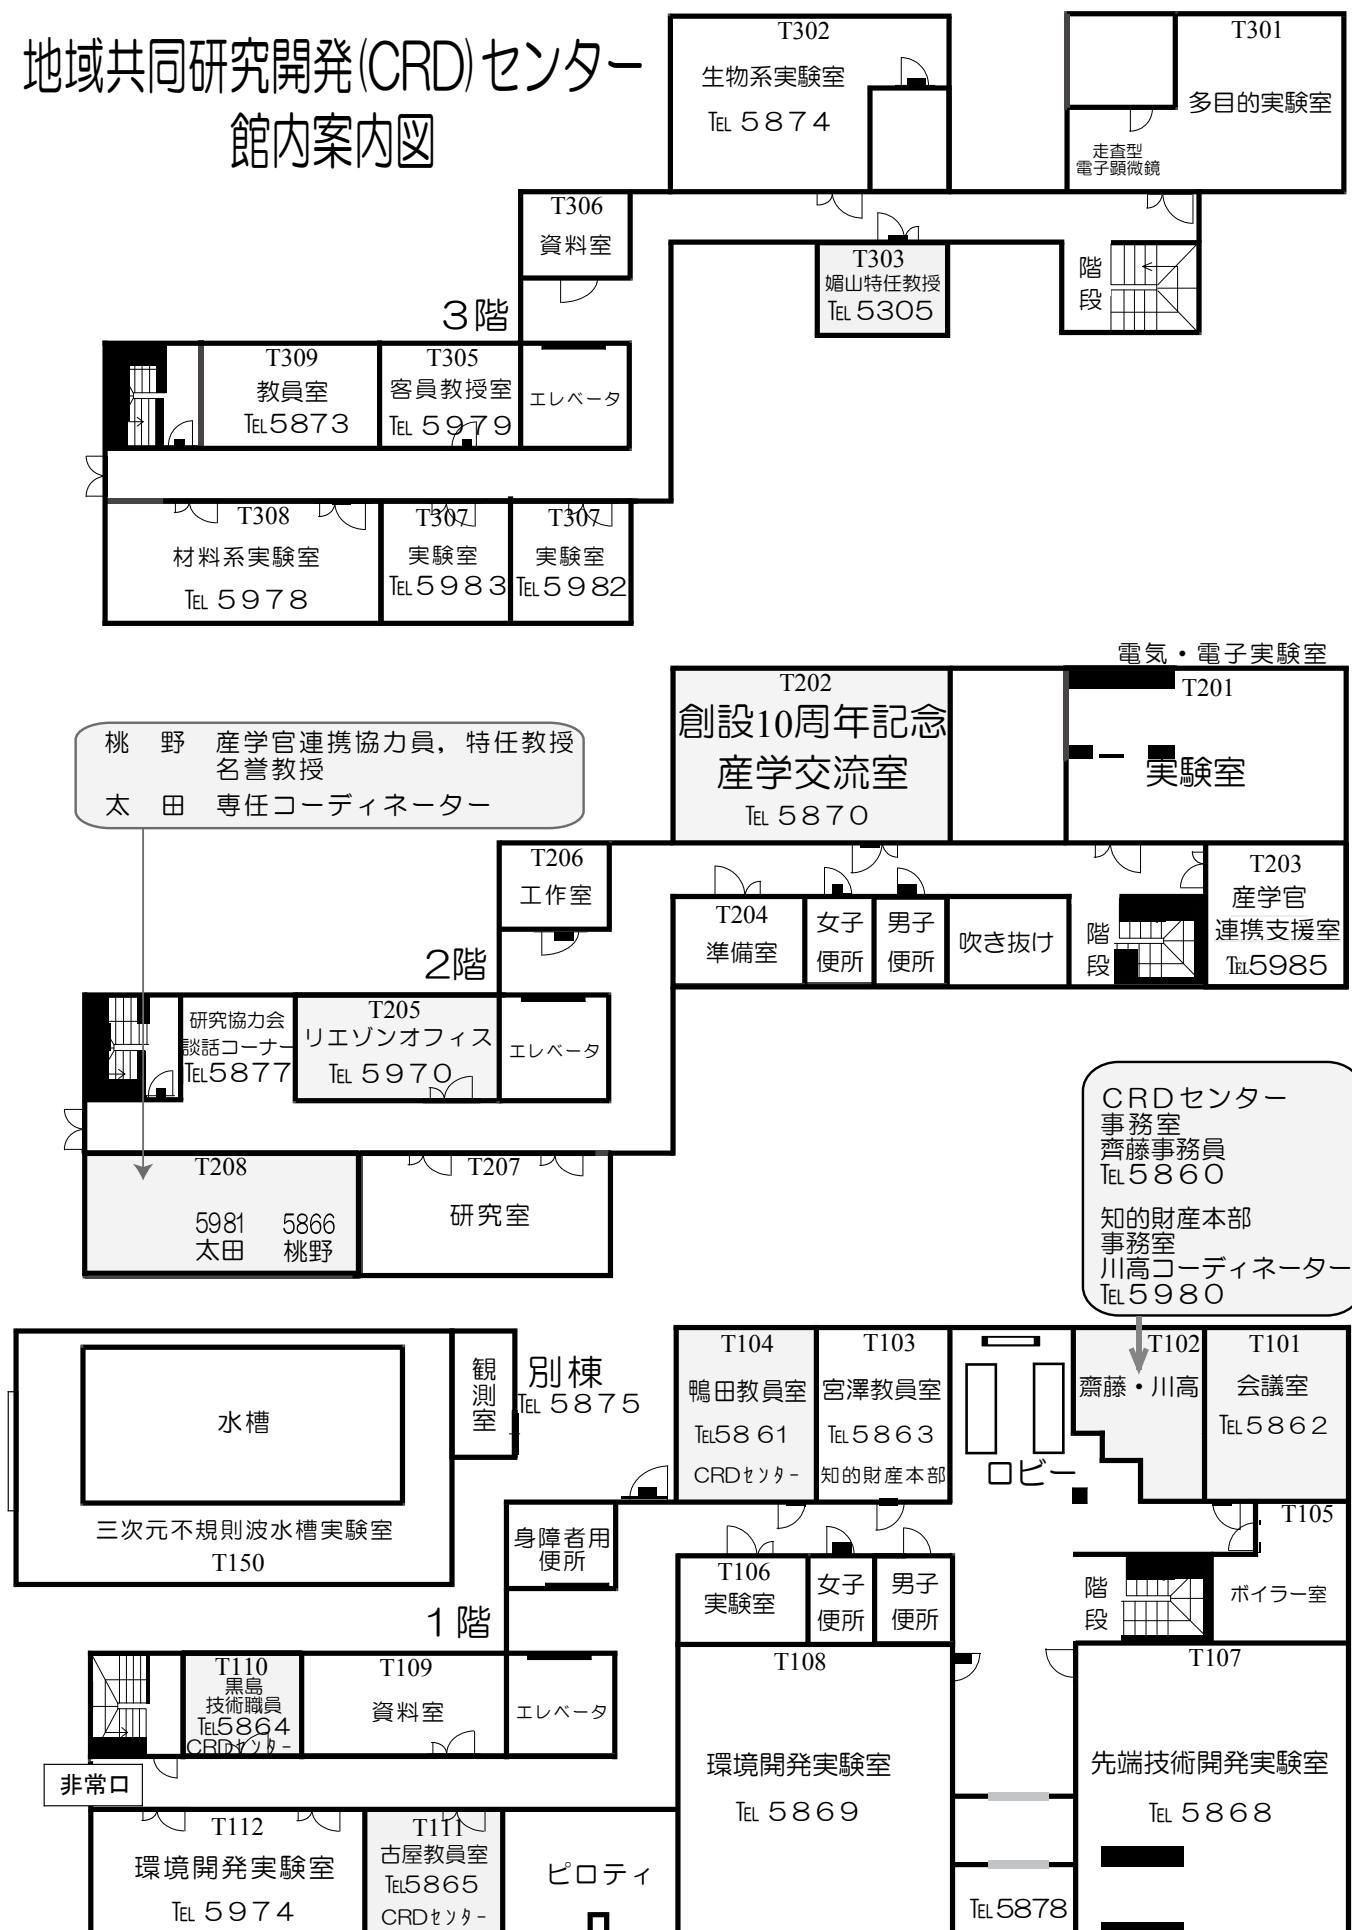 地域共同研究開発(CRD)センター
館内案内図
T302
生物系実験室
℡ 5874
T301
多目的実験室
走査型
電子顕微鏡
T306
資料室
T303
媚山特任教授
℡ 5305
階段
3階
T309
教員室
℡5873
T305
客員教授室
℡ 5979
エレベータ
T308
材料系実験室
℡ 5978
T307
実験室
℡5983
T307
実験室
℡5982
電気・電子実験室
T201
実験室
T202
創設10周年記念
産学交流室
℡ 5870
桃 野 産学官連携協力員，特任教授
名誉教授
太 田 専任コーディネーター
T206
工作室
T204
準備室
女子
便所
男子
便所
吹き抜け
階段
T203
産学官
連携支援室
℡5985
2階
研究協力会
談話コーナー
℡5877
T205
リエゾンオフィス
℡ 5970
エレベータ
T208
5981 5866
太田 桃野
T207
研究室
CRDセンター
事務室
齊藤事務員
℡5860
知的財産本部
事務室
川高コーディネーター
℡5980
水槽
観測室
別棟
℡ 5875
三次元不規則波水槽実験室
T150
T104
鴨田教員室
℡5861
CRDセンター
T103
宮澤教員室
℡5863
知的財産本部
ロビー
T102
齋藤・川高
T101
会議室
℡5862
T105
ボイラー室
身障者用
便所
T106
実験室
女子
便所
男子
便所
階段
1階
T110
黒島
技術職員
℡5864
CRDセンター
T109
資料室
エレベータ
T108
環境開発実験室
℡ 5869
T107
先端技術開発実験室
℡ 5868
非常口
T112
環境開発実験室
℡ 5974
T111
古屋教員室
℡5865
CRDセンター
ピロティ
℡5878